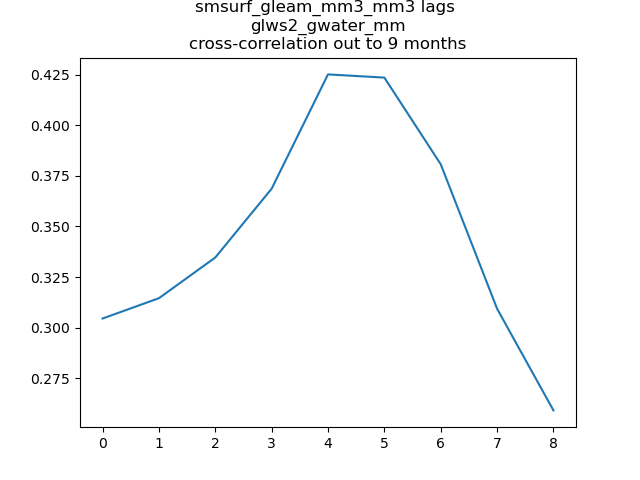 smsurf_gleam_mm3_mm3 lags
glws2_gwater_mm
cross-correlation out to 9 months
0.425
0.400
0.375
0.350
0.325
0.300
0.275
0 1 2 3 4 5 6 7 8